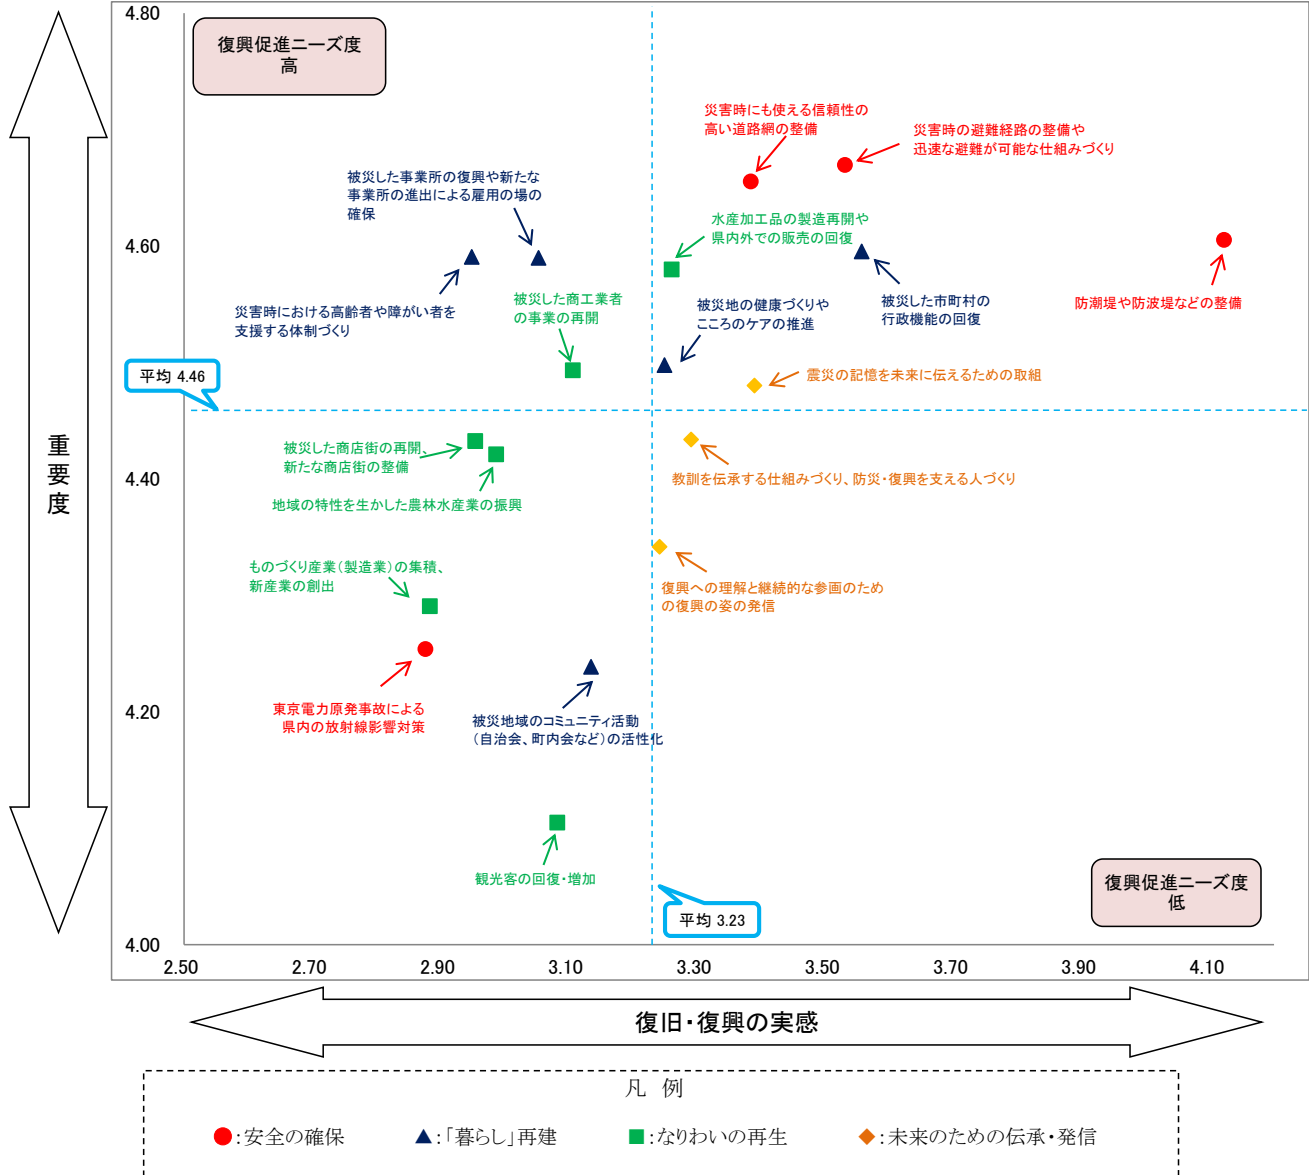 4.80
復興促進ニーズ度
高
災害時にも使える信頼性の
高い道路網の整備
災害時の避難経路の整備や
迅速な避難が可能な仕組みづくり
被災した事業所の復興や新たな
事業所の進出による雇用の場の
確保
水産加工品の製造再開や
県内外での販売の回復
4.60
災害時における高齢者や障がい者を
支援する体制づくり
被災した商工業者
の事業の再開
被災地の健康づくりや
こころのケアの推進
被災した市町村の
行政機能の回復
防潮堤や防波堤などの整備
平均 4.46
震災の記憶を未来に伝えるための取組
重要度
被災した商店街の再開、
新たな商店街の整備
4.40
教訓を伝承する仕組みづくり、防災・復興を支える人づくり
地域の特性を生かした農林水産業の振興
ものづくり産業(製造業)の集積、
新産業の創出
復興への理解と継続的な参画のため
の復興の姿の発信
4.20
東京電力原発事故による
県内の放射線影響対策
被災地域のコミュニティ活動
(自治会、町内会など)の活性化
観光客の回復・増加
復興促進ニーズ度
低
平均 3.23
4.00
2.50 2.70 2.90 3.10 3.30 3.50 3.70 3.90 4.10
復旧・復興の実感
凡 例
:安全の確保 :「暮らし」再建 :なりわいの再生 :未来のための伝承・発信